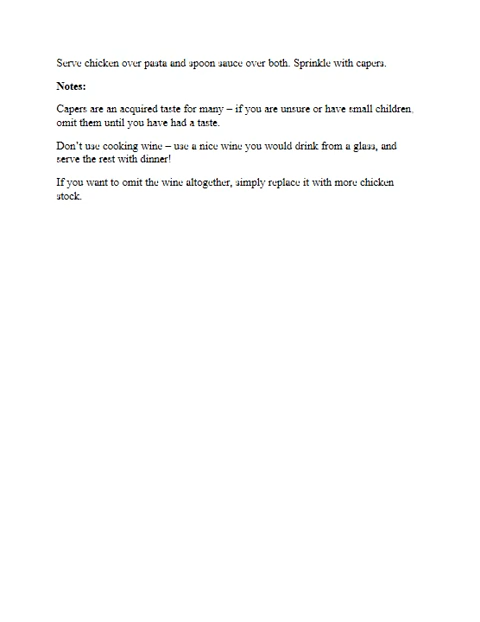 Serve chicken over pasta and spoon sauce over both. Sprinkle with capers.
Notes:
Capers are an acquired taste for many – if you are unsure or have small children,
omit them until you have had a taste.
Don't use cooking wine – use a nice wine you would drink from a glass, and
serve the rest with dinner!
If you want to omit the wine altogether, simply replace it with more chicken
stock.